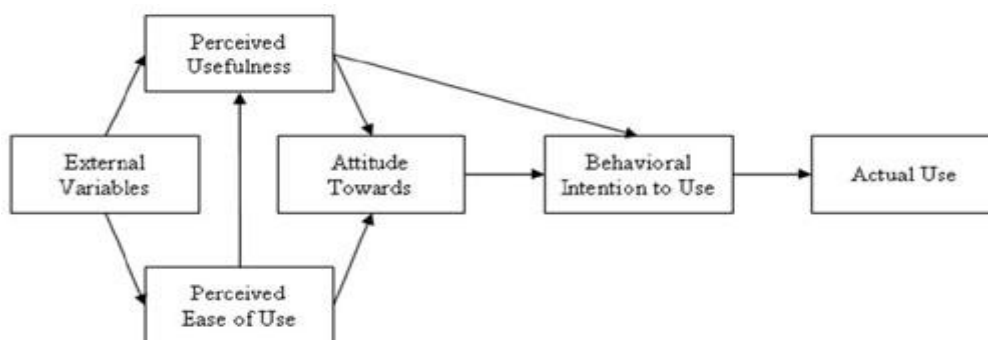 Perceived
Usefulness
External
Variables
Attitude
Towards
Behavioral
Intention to Use
Actual Use
Perceived
Ease of Use